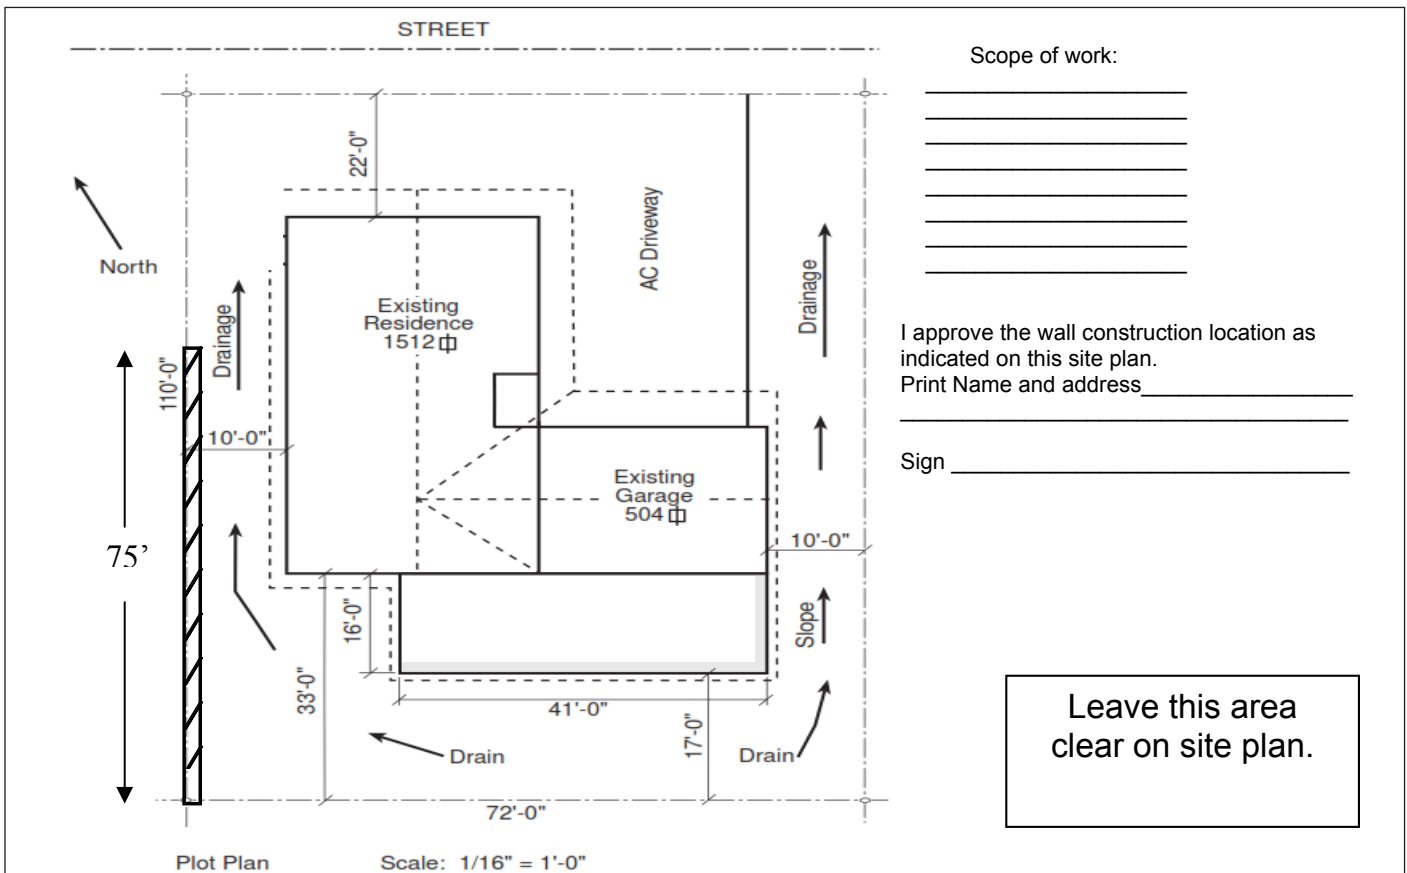 STREET
Scope of work:
22'-0"
AC Driveway
North
Drainage
Drainage
Existing
Residence
1512
I approve the wall construction location as
indicated on this site plan.
Print Name and address
110'-0"
10'-0"
Sign
Existing
Garage
504
75’
10'-0"
16'-0"
Slope
33'-0"
41'-0"
17'-0"
Drain
Drain
Leave this area
clear on site plan.
72'-0"
Plot Plan
Scale: 1/16" = 1'-0"